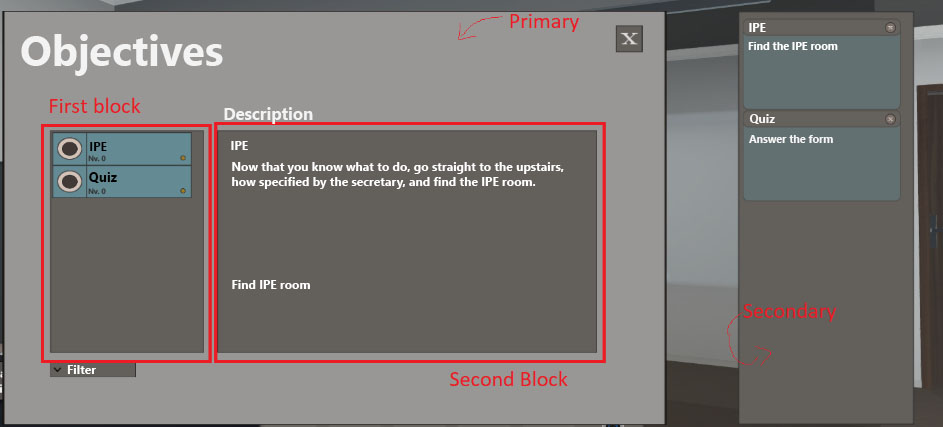 Primary
Objectives
X
First block
Description
IPE
Nv. 0
Quiz
Nv. 0
IPE
Now that you know what to do, go straight to the upstairs,
how specified by the secretary, and find the IPE room.
Find IPE room
Filter
Second Block
IPE
Find the IPE room
Quiz
Answer the form
Secondary